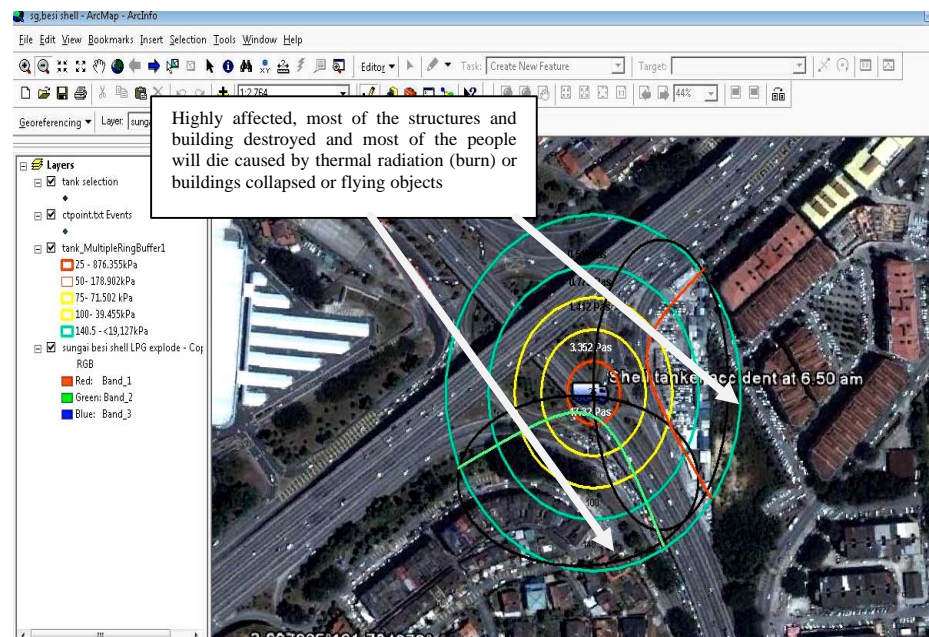 sg,besi shell - ArcMap - ArcInfo
File Edit View Bookmarks Insert Selection Tools Window Help
Editor Task: Create New Feature Target:
1:2,764 44%
Georeferencing Layer:
Highly affected, most of the structures and
building destroyed and most of the people
will die caused by thermal radiation (burn) or
buildings collapsed or flying objects
Layers
tank selection
ctpoint.txt Events
tank_MultipleRingBuffer1
25 - 876.355kPa
50- 178.902kPa
75- 71.502 kPa
100- 39.455kPa
140.5 - <19,127kPa
sungai besi shell LPG explode - Cop
RGB
Red: Band_1
Green: Band_2
Blue: Band_3
1.412 Pas
3.352 Pas
Shell tanker accident at 6.50 am
47.32 Pas
100